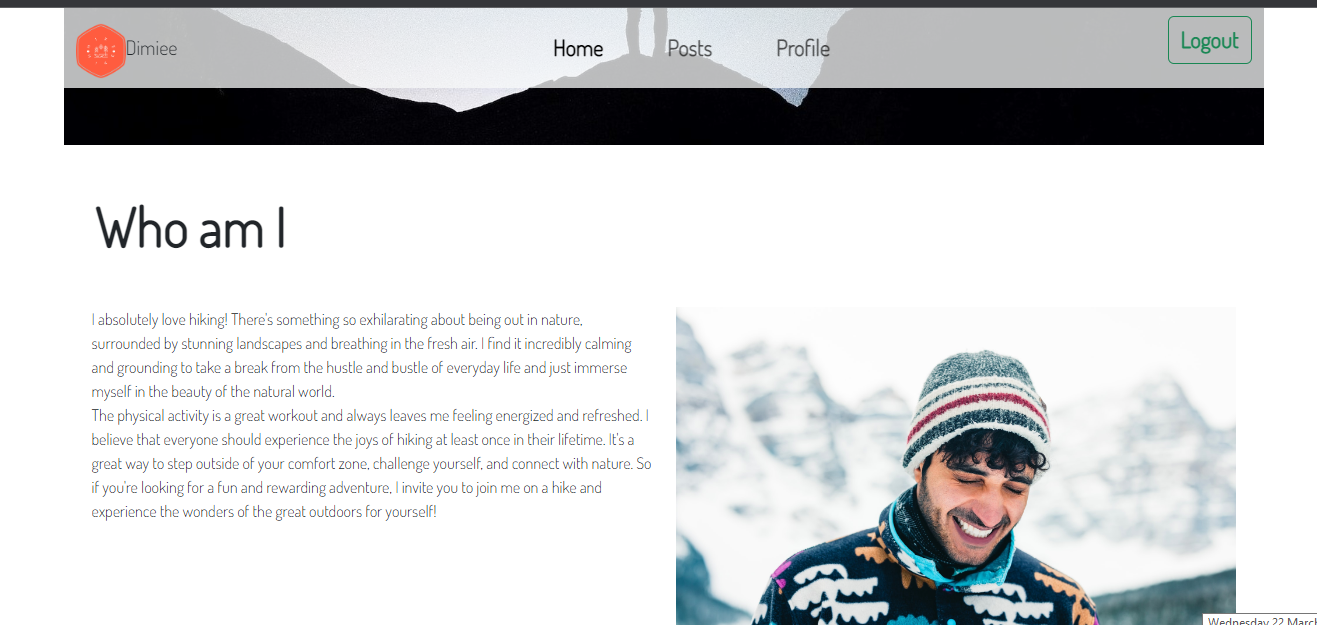 Dimiee
Home Posts Profile
Logout
Who am I
I absolutely love hiking! There's something so exhilarating about being out in nature,
surrounded by stunning landscapes and breathing in the fresh air. I find it incredibly calming
and grounding to take a break from the hustle and bustle of everyday life and just immerse
myself in the beauty of the natural world.
The physical activity is a great workout and always leaves me feeling energized and refreshed. I
believe that everyone should experience the joys of hiking at least once in their lifetime. It's a
great way to step outside of your comfort zone, challenge yourself, and connect with nature. So
if you're looking for a fun and rewarding adventure, I invite you to join me on a hike and
experience the wonders of the great outdoors for yourself!
Wednesday 22 March